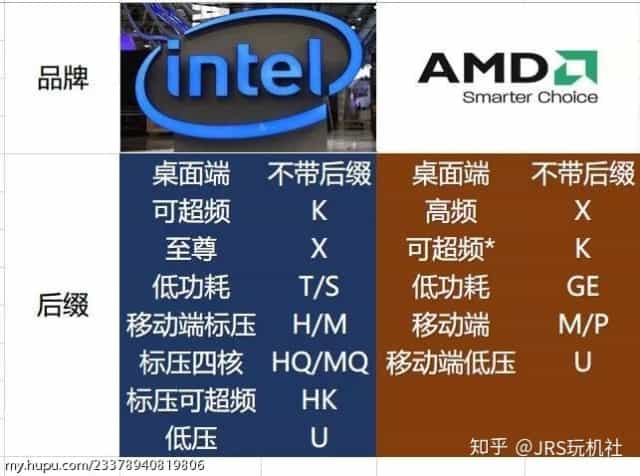 品牌
intel
AMD
Smarter Choice
后缀
桌面端 不带后缀 桌面端 不带后缀
可超频 K 高频 X
至尊 X 可超频* K
低功耗 T/S 低功耗 GE
移动端标压 H/M 移动端 M/P
标压四核 HQ/MQ 移动端低压 U
标压可超频 HK
低压 U
my.hupu.com/23378940819806
知乎 @JRS玩机社